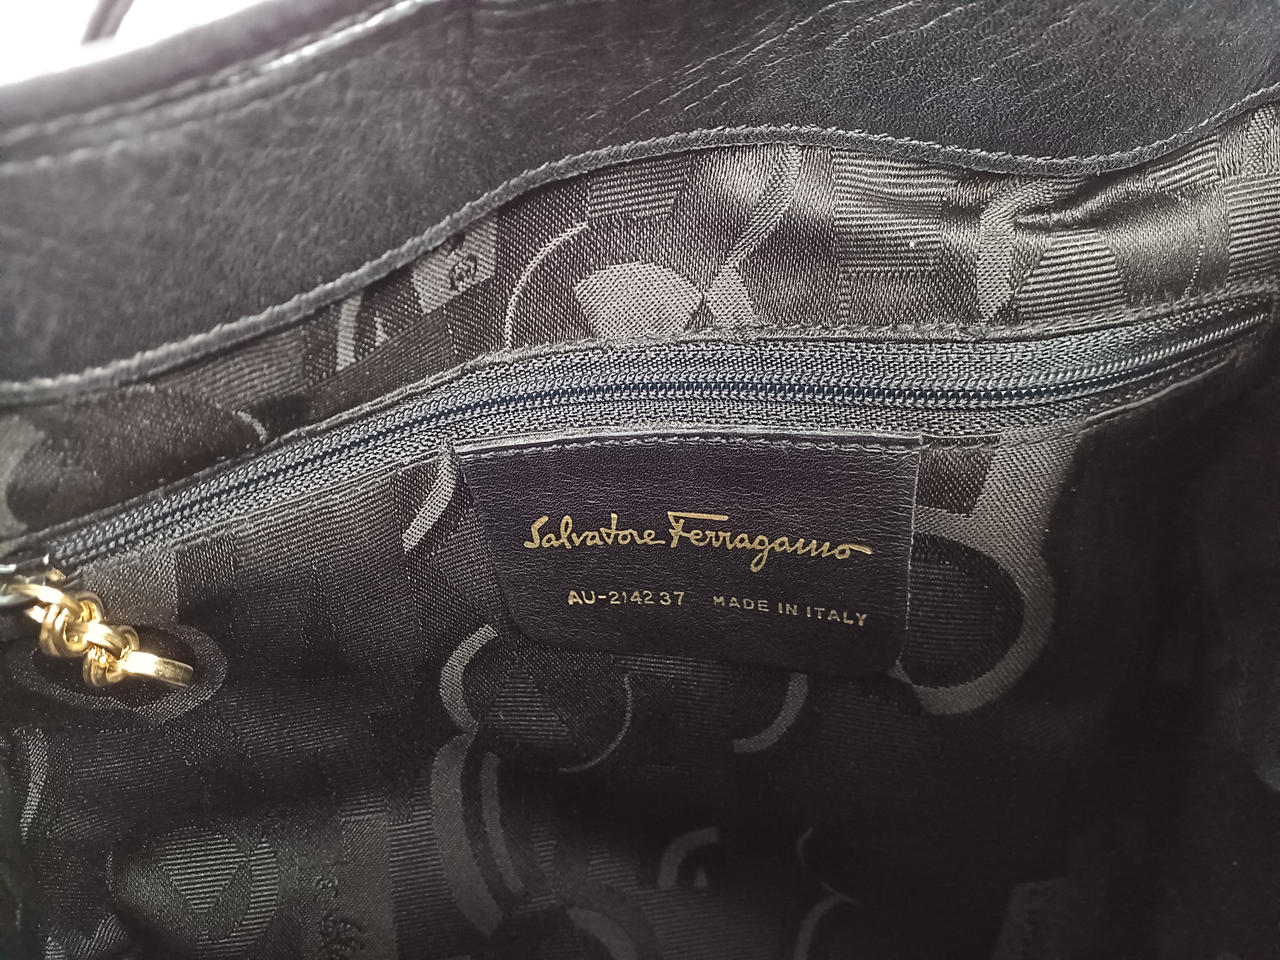 Salvatore Ferragamo
AU-2142 37 MADE IN ITALY